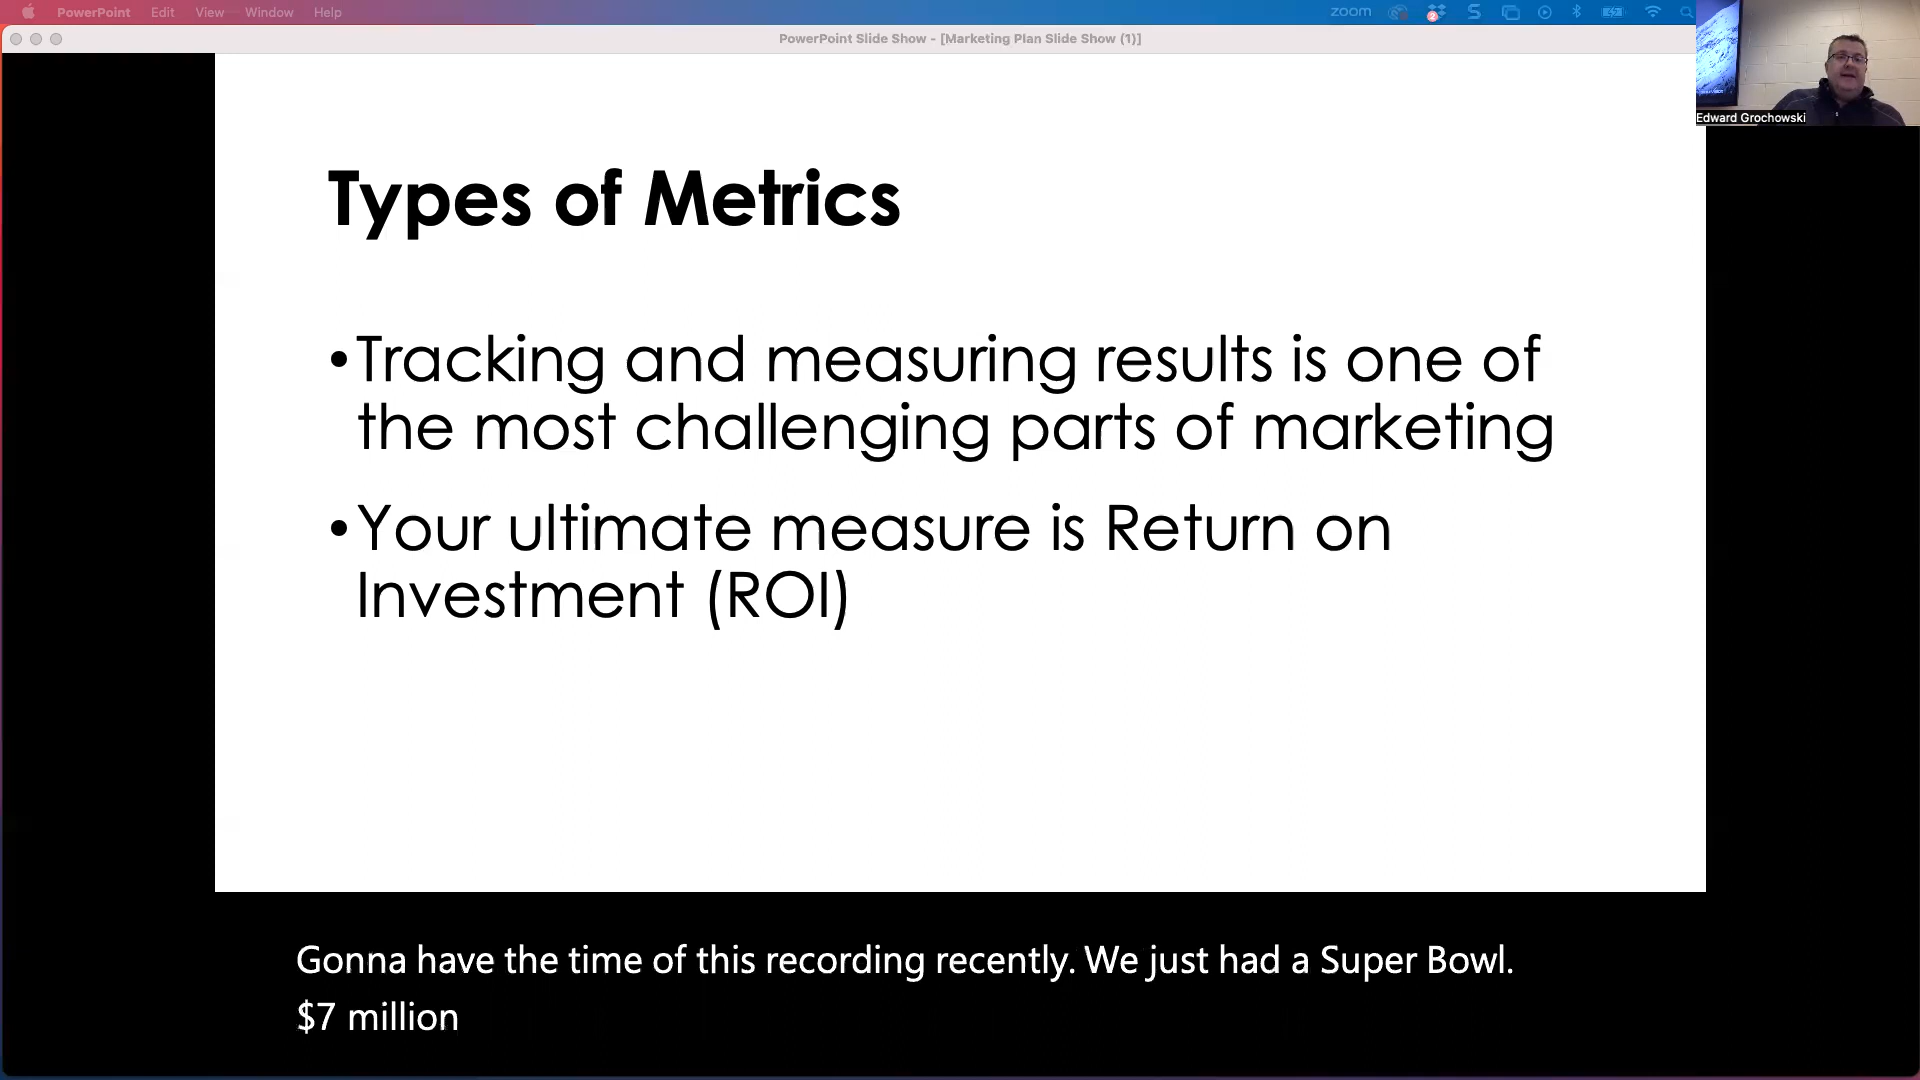 PowerPoint Edit View Window Help zoom 2
PowerPoint Slide Show - [Marketing Plan Slide Show (1)]
Edward Grochowski
Types of Metrics
•Tracking and measuring results is one of
the most challenging parts of marketing
•Your ultimate measure is Return on
Investment (ROI)
Gonna have the time of this recording recently. We just had a Super Bowl.
$7 million